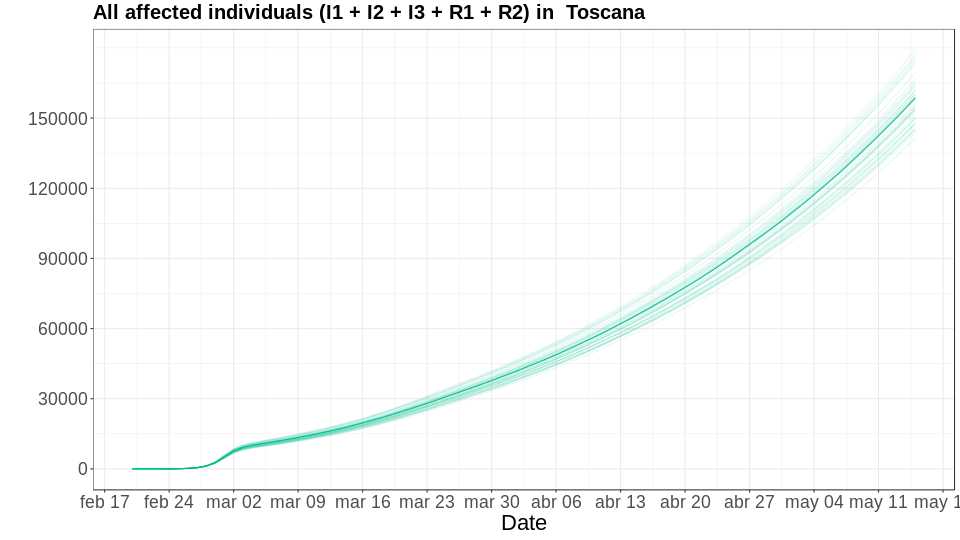 All affected individuals (I1 + I2 + I3 + R1 + R2) in  Toscana
150000
120000
90000
60000
30000
0
feb 17 feb 24 mar 02 mar 09 mar 16 mar 23 mar 30 abr 06 abr 13 abr 20 abr 27 may 04 may 11 may 1
Date